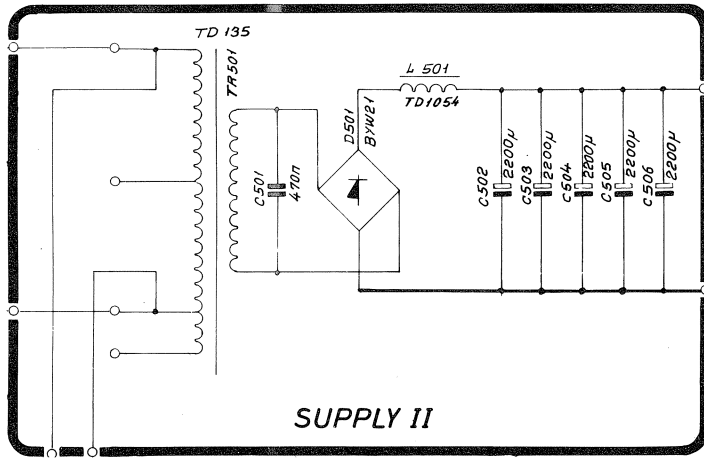 TD 135
TR501
C501
470n
D501
BYW21
L 501
TD1054
C502
2200µ
C503
2200µ
C504
2200µ
C505
2200µ
C506
2200µ
SUPPLY II